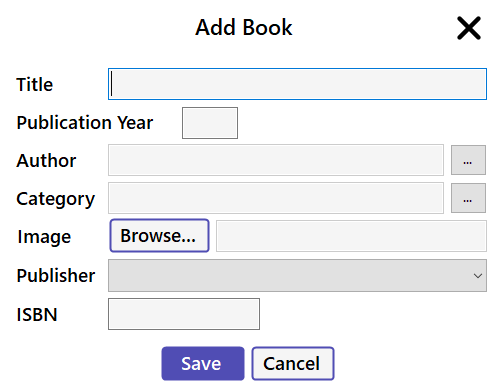 Add Book
Title
Publication Year
Author ...
Category ...
Image Browse...
Publisher
ISBN
Save Cancel